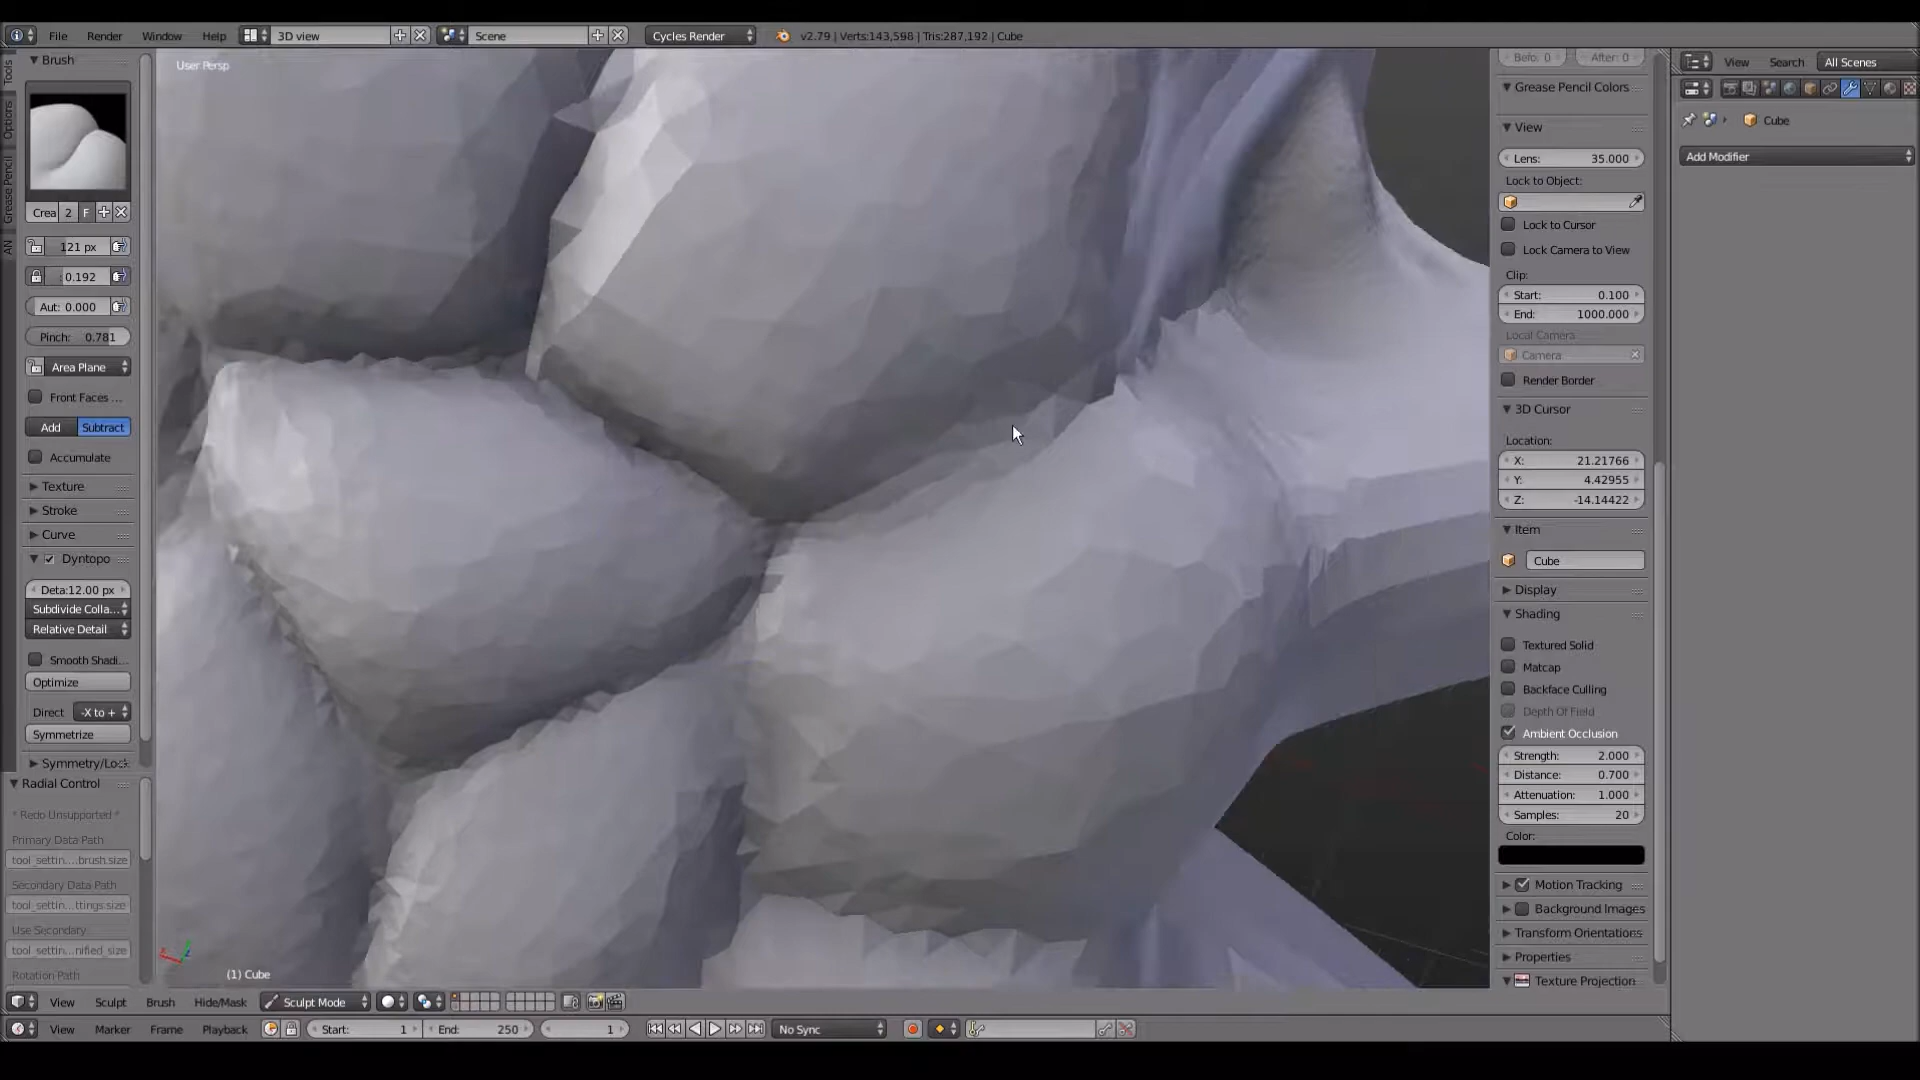 File Render Window Help 3D view Scene Cycles Render v2.79 | Verts:143,598 | Tris:287,192 | Cube
Tools
Options
Grease Pencil
AN
Brush
Crea 2 F
121 px
0.192
Aut: 0.000
Pinch: 0.781
Area Plane
Front Faces ...
Add Subtract
Accumulate
Texture
Stroke
Curve
Dyntopo
Deta:12.00 px
Subdivide Colla...
Relative Detail
Smooth Shadi...
Optimize
Direct -X to +
Symmetrize
Symmetry/Lock
Radial Control
* Redo Unsupported *
Primary Data Path
tool_settin....brush.size
Secondary Data Path
tool_settin...ttings.size
Use Secondary
tool_settin...nified_size
Rotation Path
User Persp
(1) Cube
Befo: 0 After: 0
Grease Pencil Colors
View
Lens: 35.000
Lock to Object:
Lock to Cursor
Lock Camera to View
Clip:
Start: 0.100
End: 1000.000
Local Camera
Camera
Render Border
3D Cursor
Location:
X: 21.21766
Y: 4.42955
Z: -14.14422
Item
Cube
Display
Shading
Textured Solid
Matcap
Backface Culling
Depth Of Field
Ambient Occlusion
Strength: 2.000
Distance: 0.700
Attenuation: 1.000
Samples: 20
Color:
Motion Tracking
Background Images
Transform Orientations
Properties
Texture Projection
View Search All Scenes
Cube
Add Modifier
View Sculpt Brush Hide/Mask Sculpt Mode
View Marker Frame Playback Start: 1 End: 250 1 No Sync